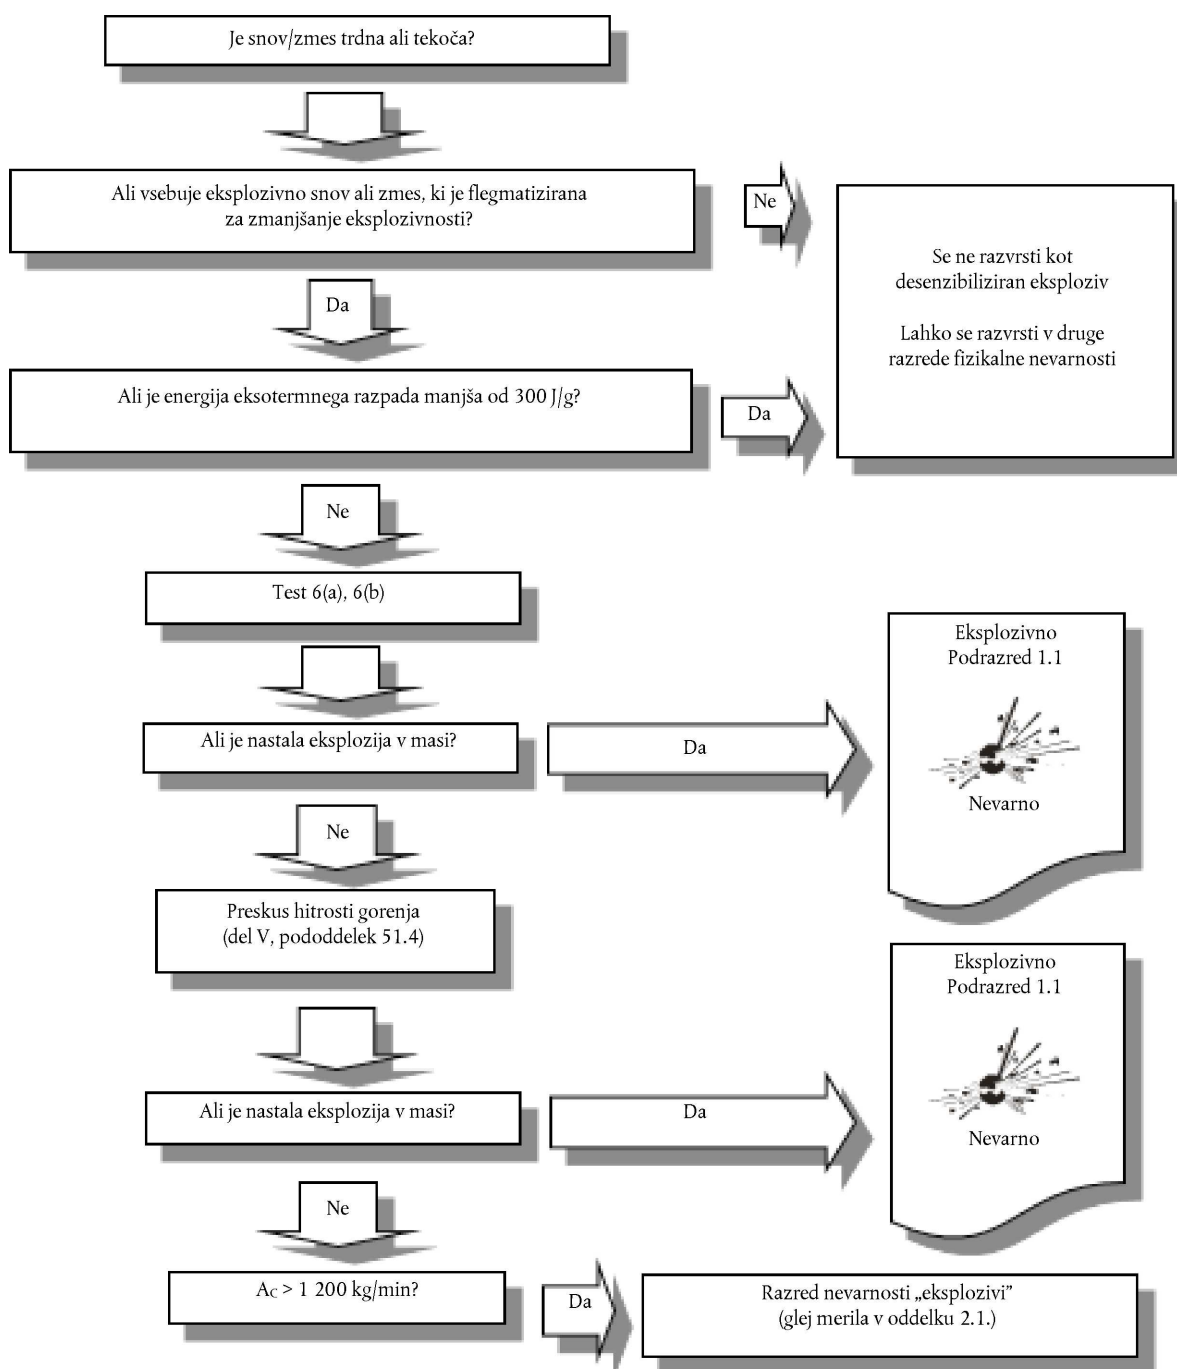 Je snov/zmes trdna ali tekoča?
Ali vsebuje eksplozivno snov ali zmes, ki je flegmatizirana
za zmanjšanje eksplozivnosti?
Ne
Se ne razvrsti kot
desenzibiliziran eksploziv
Lahko se razvrsti v druge
razrede fizikalne nevarnosti
Da
Ali je energija eksotermnega razpada manjša od 300 J/g?
Da
Ne
Test 6(a), 6(b)
Ali je nastala eksplozija v masi?
Da
Eksplozivno
Podrazred 1.1
Nevarno
Ne
Preskus hitrosti gorenja
(del V, pododdelek 51.4)
Ali je nastala eksplozija v masi?
Da
Eksplozivno
Podrazred 1.1
Nevarno
Ne
AC > 1 200 kg/min?
Da
Razred nevarnosti „eksplozivi”
(glej merila v oddelku 2.1.)